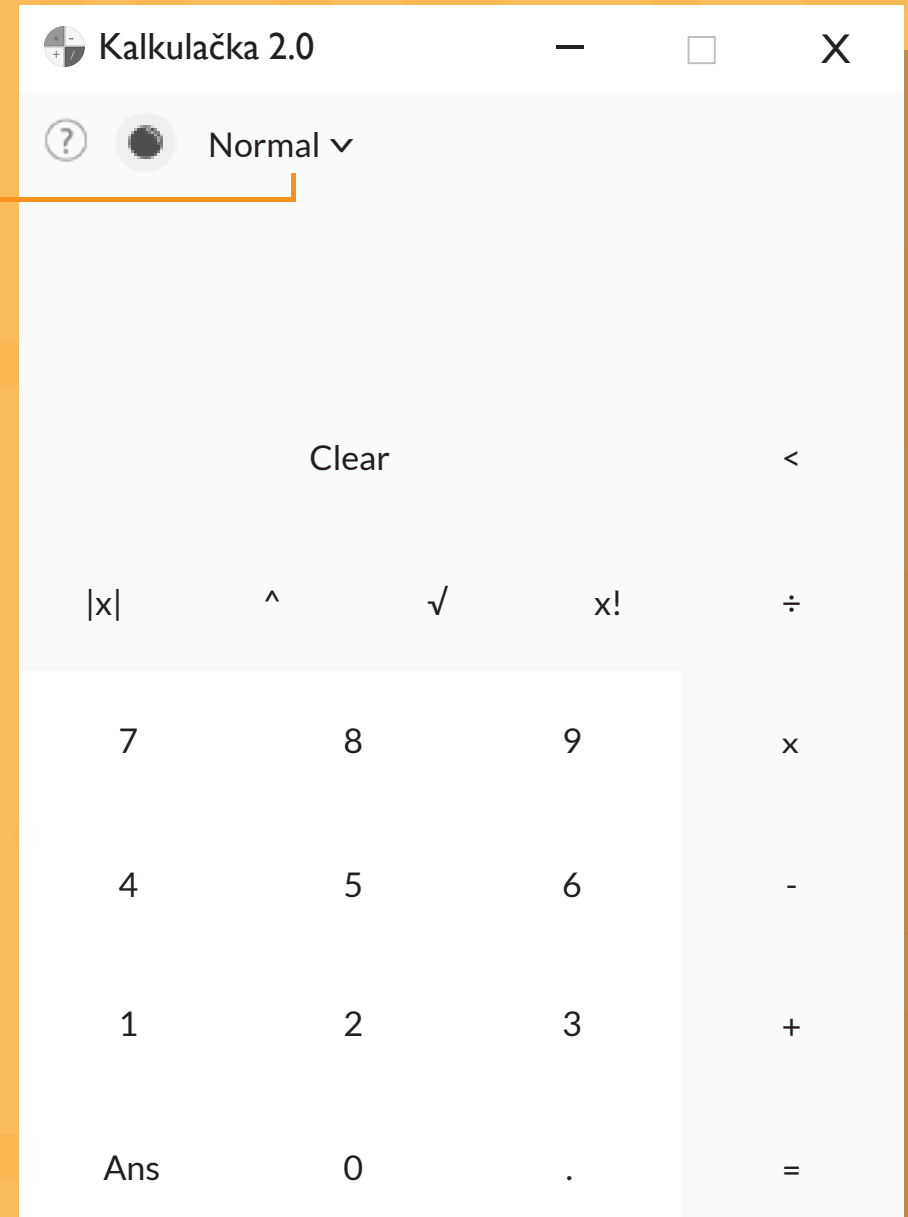 Kalkulačka 2.0 – □ X
? Normal ˅
Clear <
|x| ^ √ x! ÷
7 8 9 x
4 5 6 -
1 2 3 +
Ans 0 . =